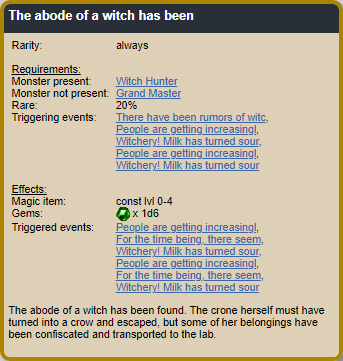 The abode of a witch has been
Rarity: always
Requirements:
Monster present: Witch Hunter
Monster not present: Grand Master
Rare: 20%
Triggering events: There have been rumors of witc,
People are getting increasingl,
Witchery! Milk has turned sour,
People are getting increasingl,
Witchery! Milk has turned sour
Effects:
Magic item: const lvl 0-4
Gems: x 1d6
Triggered events: People are getting increasingl,
For the time being, there seem,
Witchery! Milk has turned sour,
People are getting increasingl,
For the time being, there seem,
Witchery! Milk has turned sour
The abode of a witch has been found. The crone herself must have
turned into a crow and escaped, but some of her belongings have
been confiscated and transported to the lab.